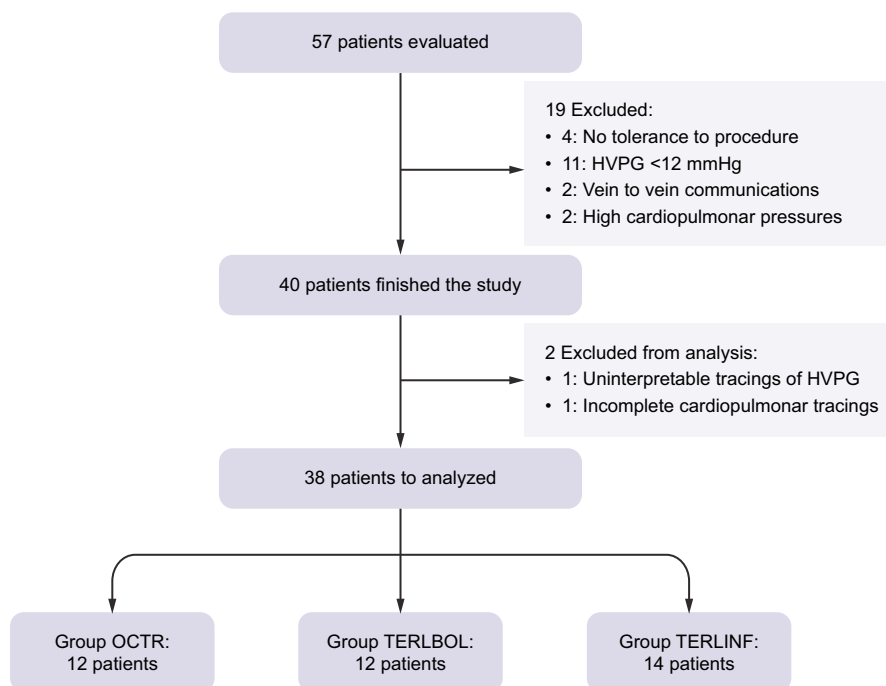 57 patients evaluated
19 Excluded:
• 4: No tolerance to procedure
• 11: HVPG <12 mmHg
• 2: Vein to vein communications
• 2: High cardiopulmonar pressures
40 patients finished the study
2 Excluded from analysis:
• 1: Uninterpretable tracings of HVPG
• 1: Incomplete cardiopulmonar tracings
38 patients to analyzed
Group OCTR:
12 patients
Group TERLBOL:
12 patients
Group TERLINF:
14 patients